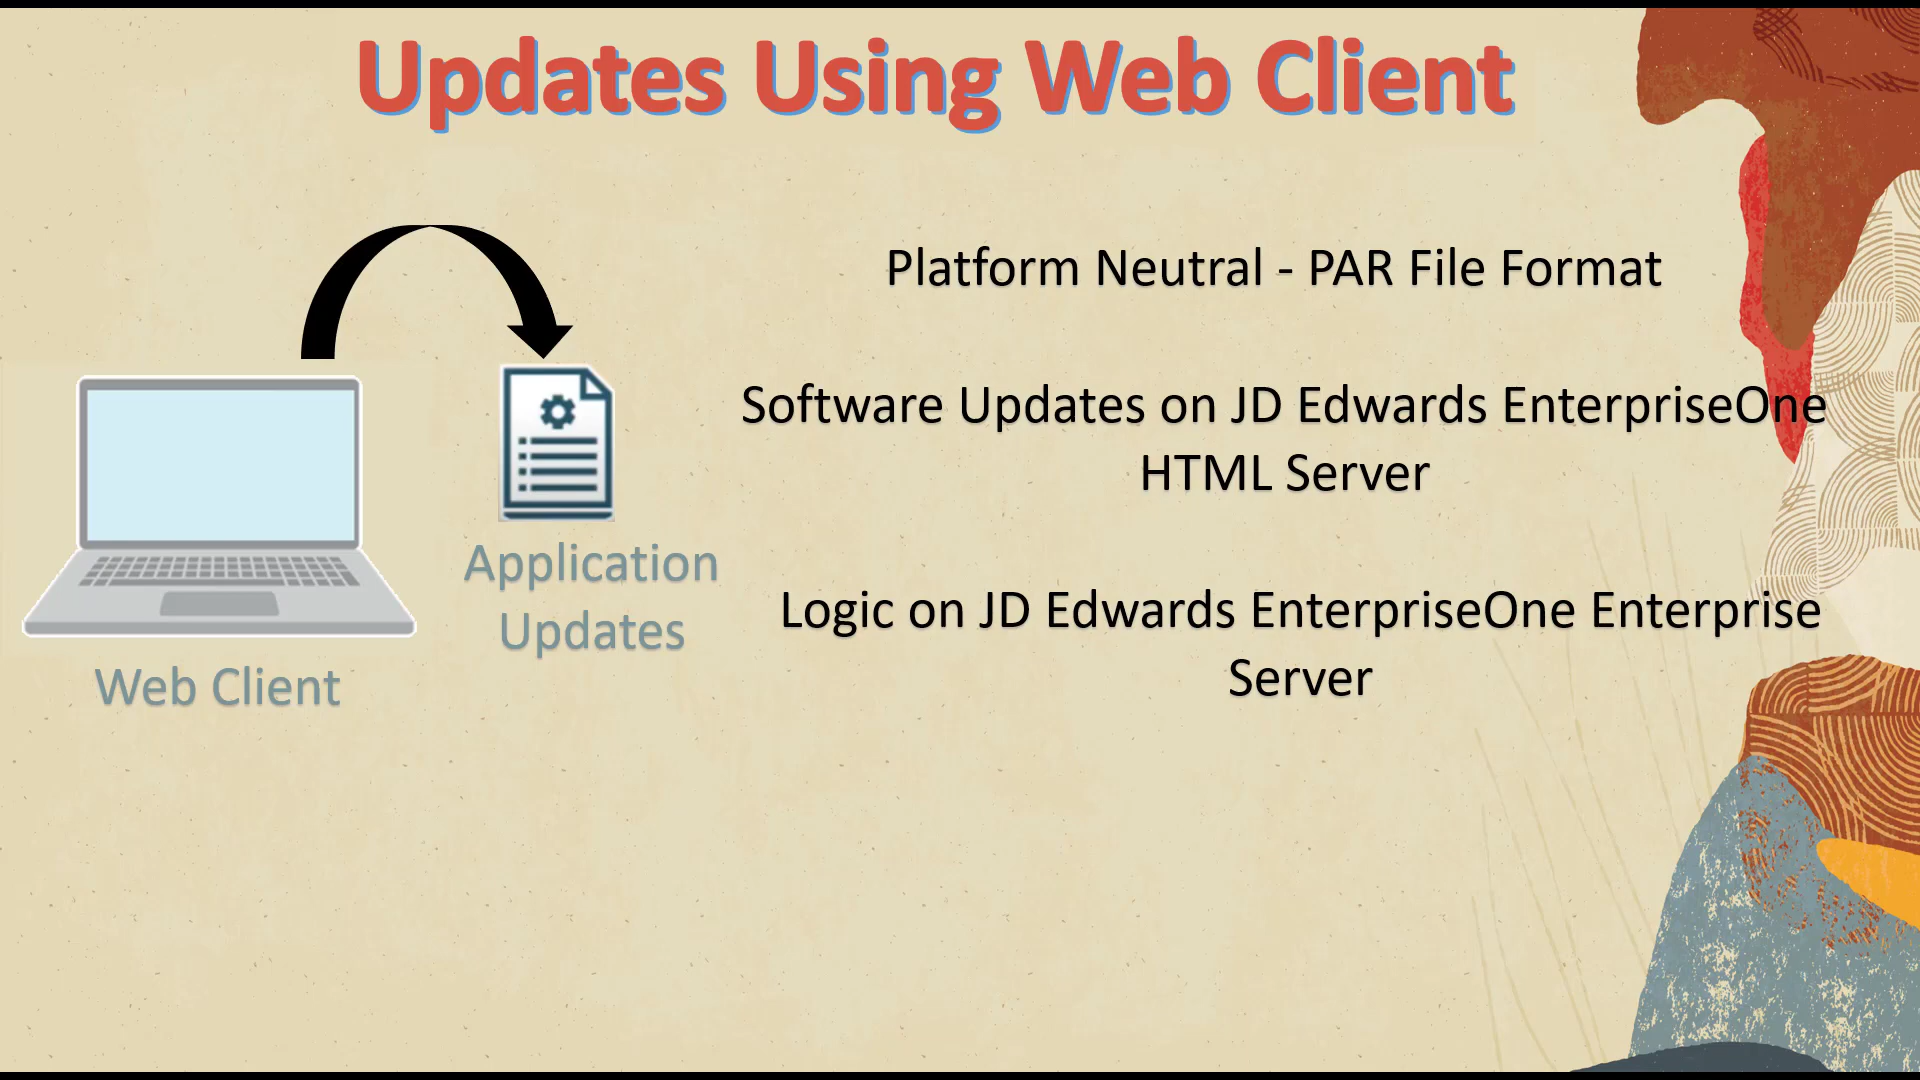 Updates Using Web Client
Platform Neutral - PAR File Format
Software Updates on JD Edwards EnterpriseOne
HTML Server
Logic on JD Edwards EnterpriseOne Enterprise
Server
Application
Updates
Web Client